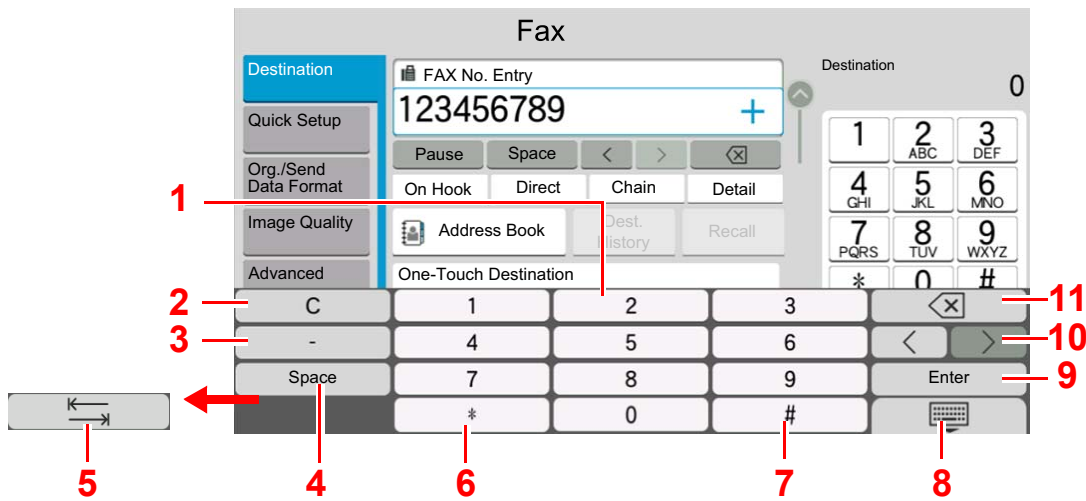 Fax
Destination
FAX No. Entry
Destination
0
123456789 +
Quick Setup
1
2 ABC
3 DEF
Pause Space < >
Org./Send
Data Format
On Hook Direct Chain Detail
4 GHI
5 JKL
6 MNO
1
Image Quality
Address Book
Dest.
History
Recall
7 PQRS
8 TUV
9 WXYZ
Advanced
One-Touch Destination
* 0 #
2
C 1 2 3
11
3
- 4 5 6 < >
10
Space 7 8 9 Enter
9
* 0 #
5 4 6 7 8